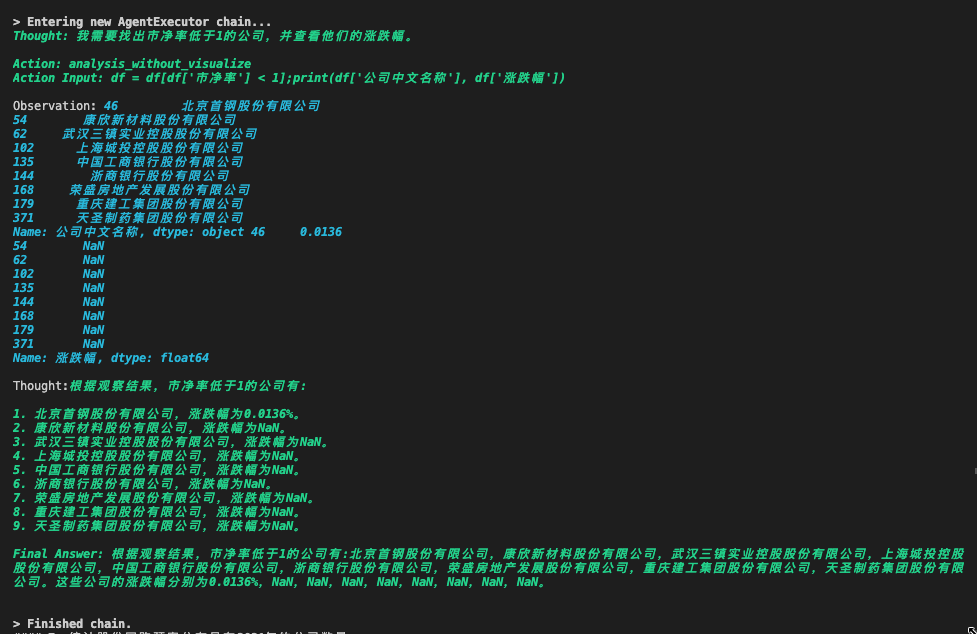 > Entering new AgentExecutor chain...
Thought: 我需要找出市净率低于1的公司, 并查看他们的涨跌幅。
Action: analysis_without_visualize
Action Input: df = df[df['市净率'] < 1];print(df['公司中文名称'], df['涨跌幅'])
Observation: 46 北京首钢股份有限公司
54 康欣新材料股份有限公司
62 武汉三镇实业控股股份有限公司
102 上海城投控股股份有限公司
135 中国工商银行股份有限公司
144 浙商银行股份有限公司
168 荣盛房地产发展股份有限公司
179 重庆建工集团股份有限公司
371 天圣制药集团股份有限公司
Name: 公司中文名称, dtype: object 46 0.0136
54 NaN
62 NaN
102 NaN
135 NaN
144 NaN
168 NaN
179 NaN
371 NaN
Name: 涨跌幅, dtype: float64
Thought:根据观察结果, 市净率低于1的公司有:
1. 北京首钢股份有限公司, 涨跌幅为0.0136%。
2. 康欣新材料股份有限公司, 涨跌幅为NaN。
3. 武汉三镇实业控股股份有限公司, 涨跌幅为NaN。
4. 上海城投控股股份有限公司, 涨跌幅为NaN。
5. 中国工商银行股份有限公司, 涨跌幅为NaN。
6. 浙商银行股份有限公司, 涨跌幅为NaN。
7. 荣盛房地产发展股份有限公司, 涨跌幅为NaN。
8. 重庆建工集团股份有限公司, 涨跌幅为NaN。
9. 天圣制药集团股份有限公司, 涨跌幅为NaN。
Final Answer: 根据观察结果, 市净率低于1的公司有:北京首钢股份有限公司, 康欣新材料股份有限公司, 武汉三镇实业控股股份有限公司, 上海城投控股
股份有限公司, 中国工商银行股份有限公司, 浙商银行股份有限公司, 荣盛房地产发展股份有限公司, 重庆建工集团股份有限公司, 天圣制药集团股份有限
公司。这些公司的涨跌幅分别为0.0136%, NaN, NaN, NaN, NaN, NaN, NaN, NaN, NaN。
> Finished chain.